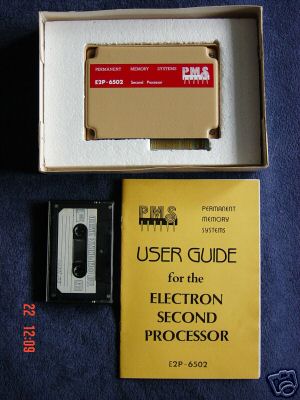 PERMANENT MEMORY SYSTEMS
PMS
E2P-6502 Second Processor
PMS
PERMANENT
MEMORY
SYSTEMS
USER GUIDE
for the
ELECTRON
SECOND
PROCESSOR
E2P-6502
22 12:09